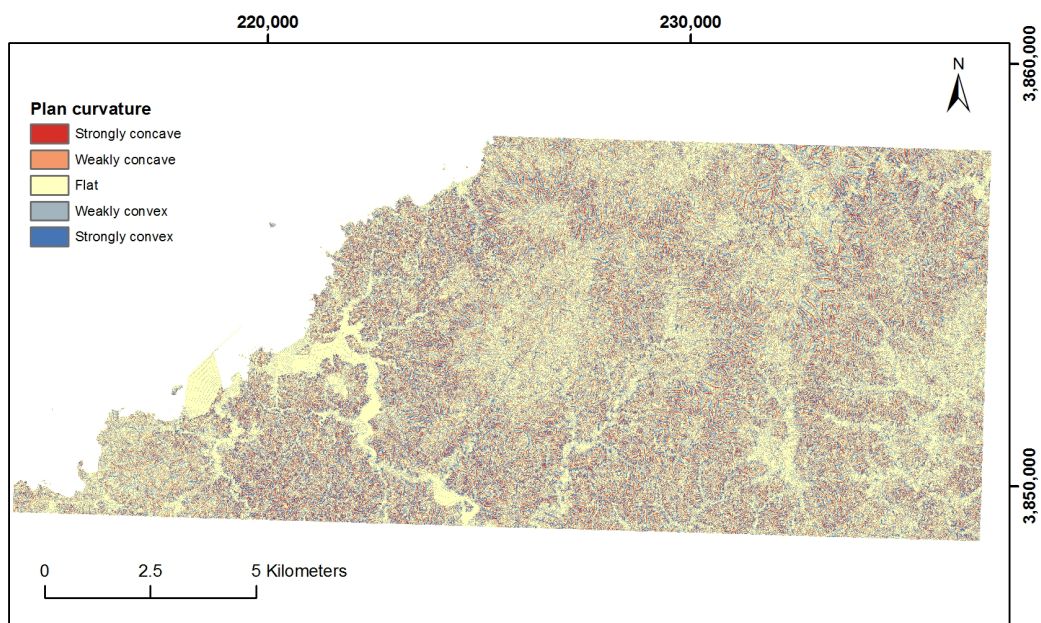 220,000
230,000
3,860,000
N
Plan curvature
Strongly concave
Weakly concave
Flat
Weakly convex
Strongly convex
3,850,000
0 2.5 5 Kilometers